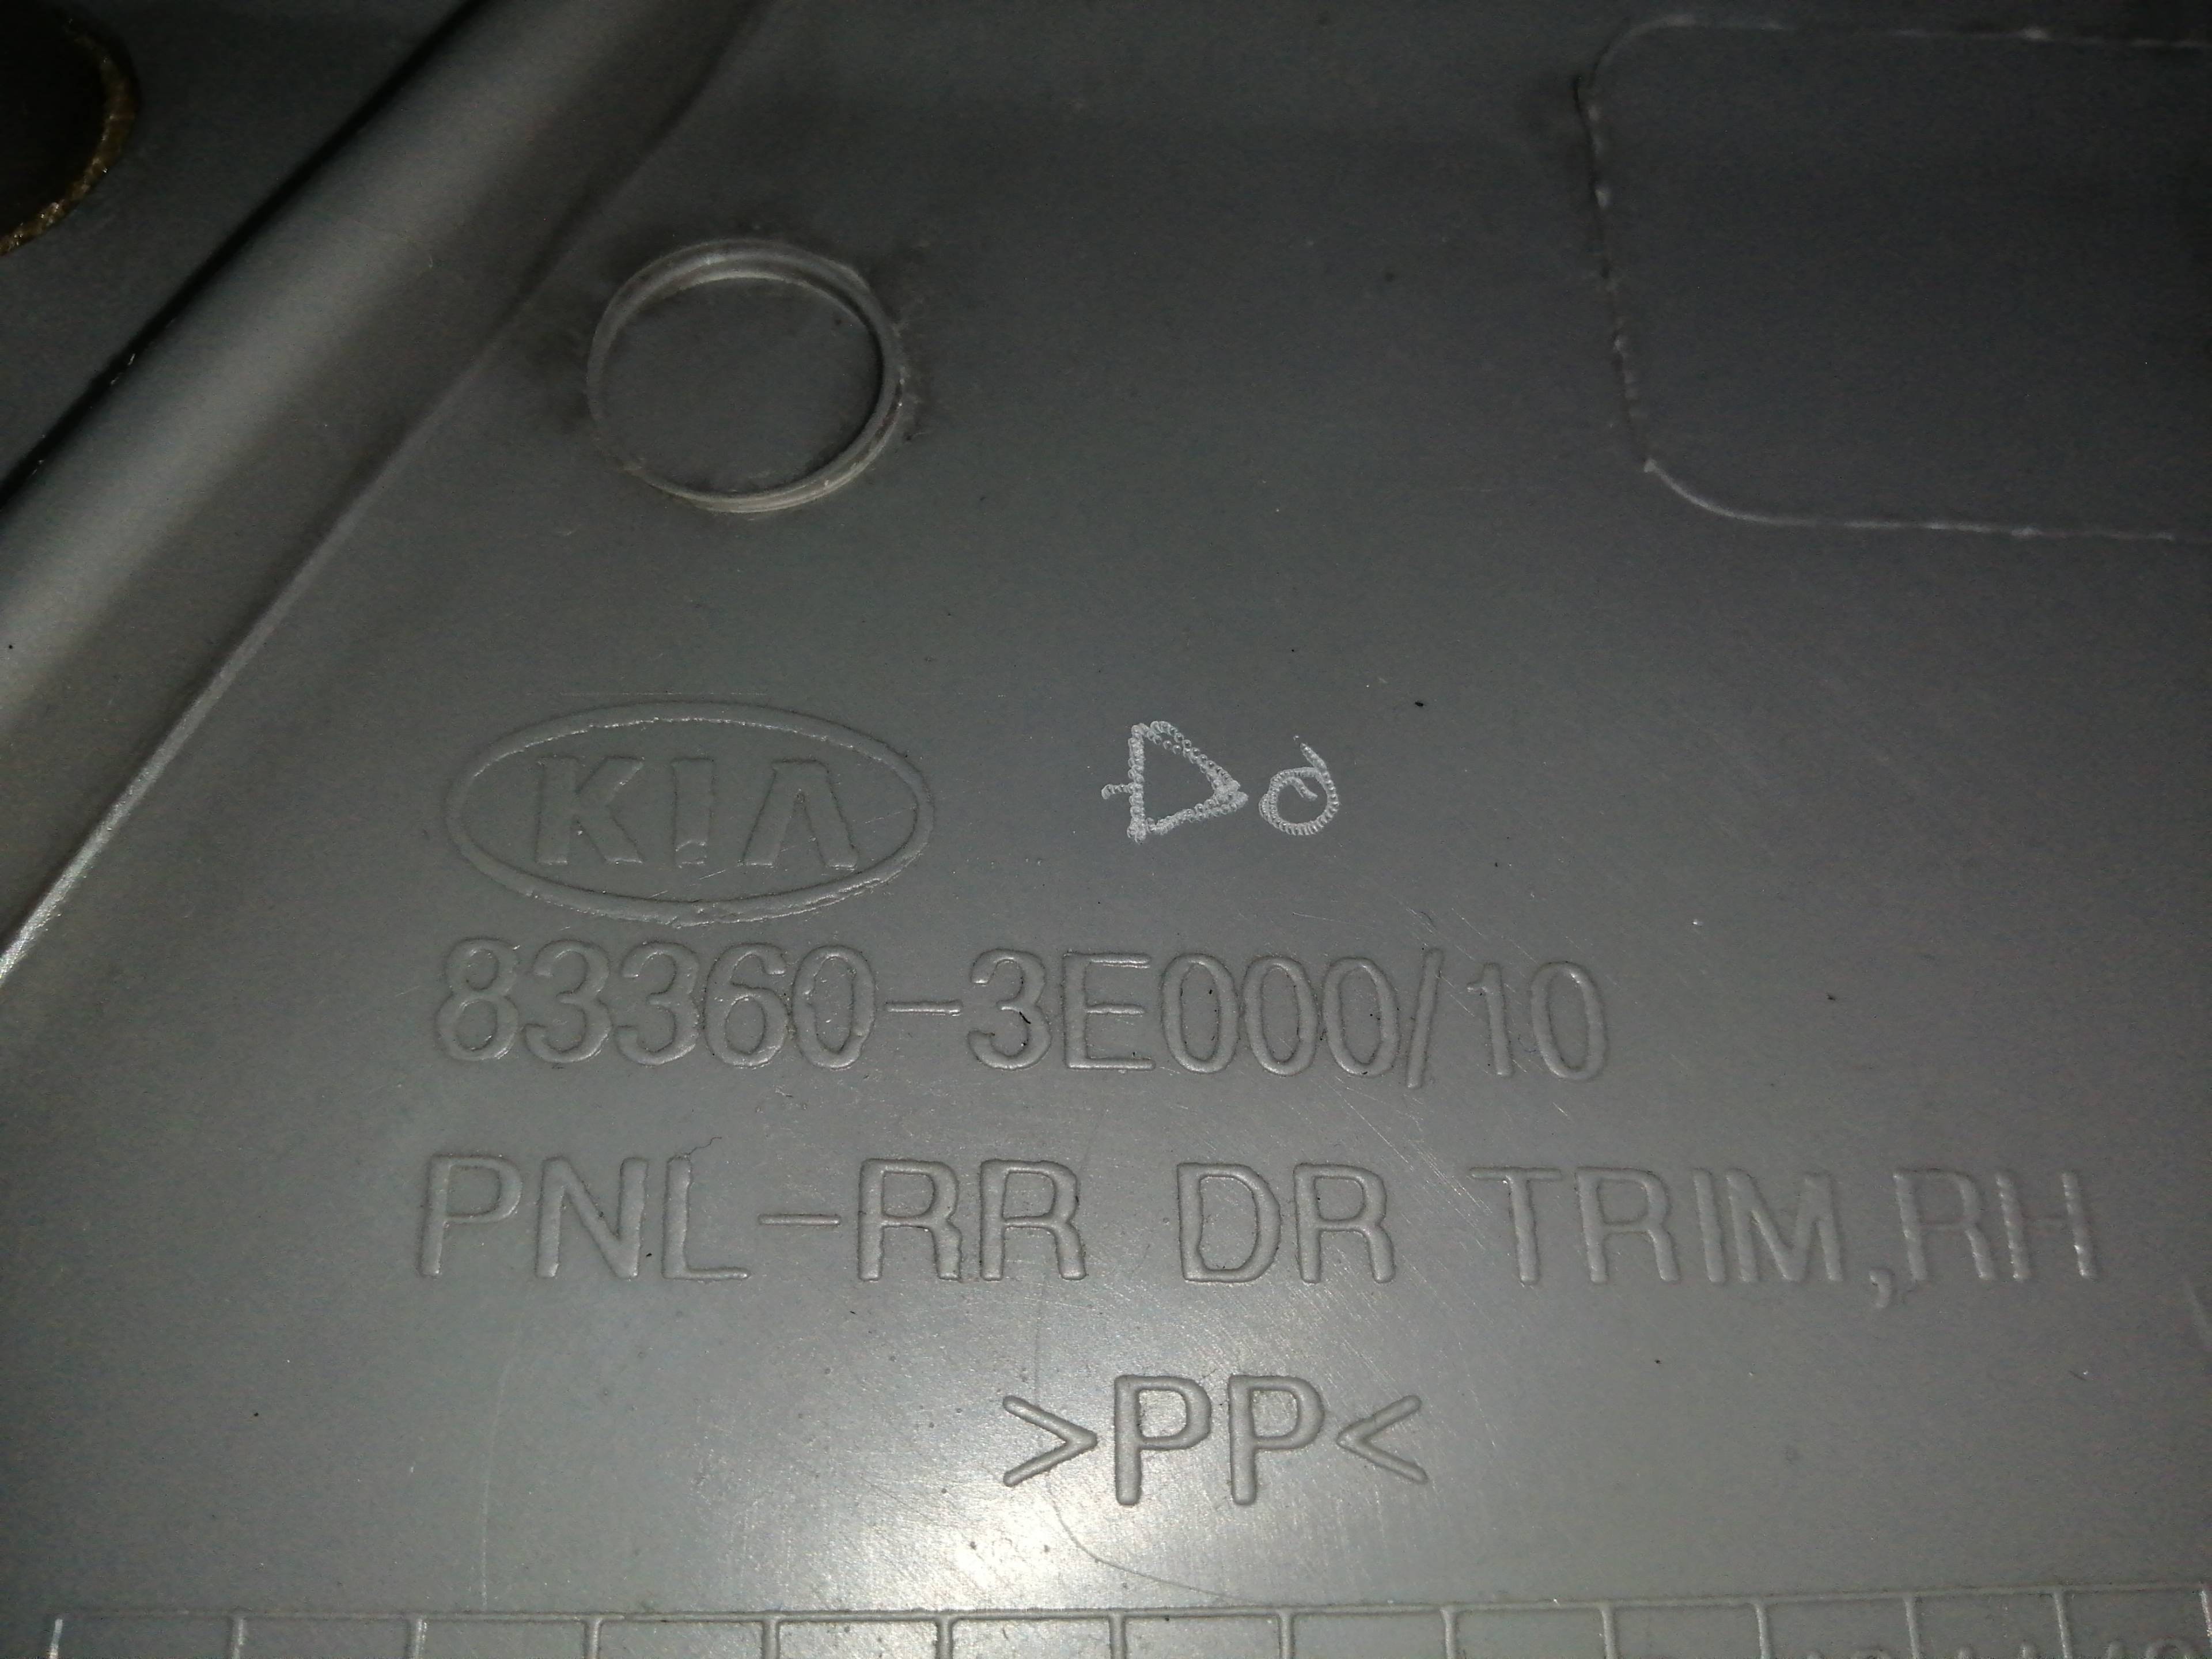 KIA
83360-3E000/10
PNL-RR DR TRIM,RH
>PP<